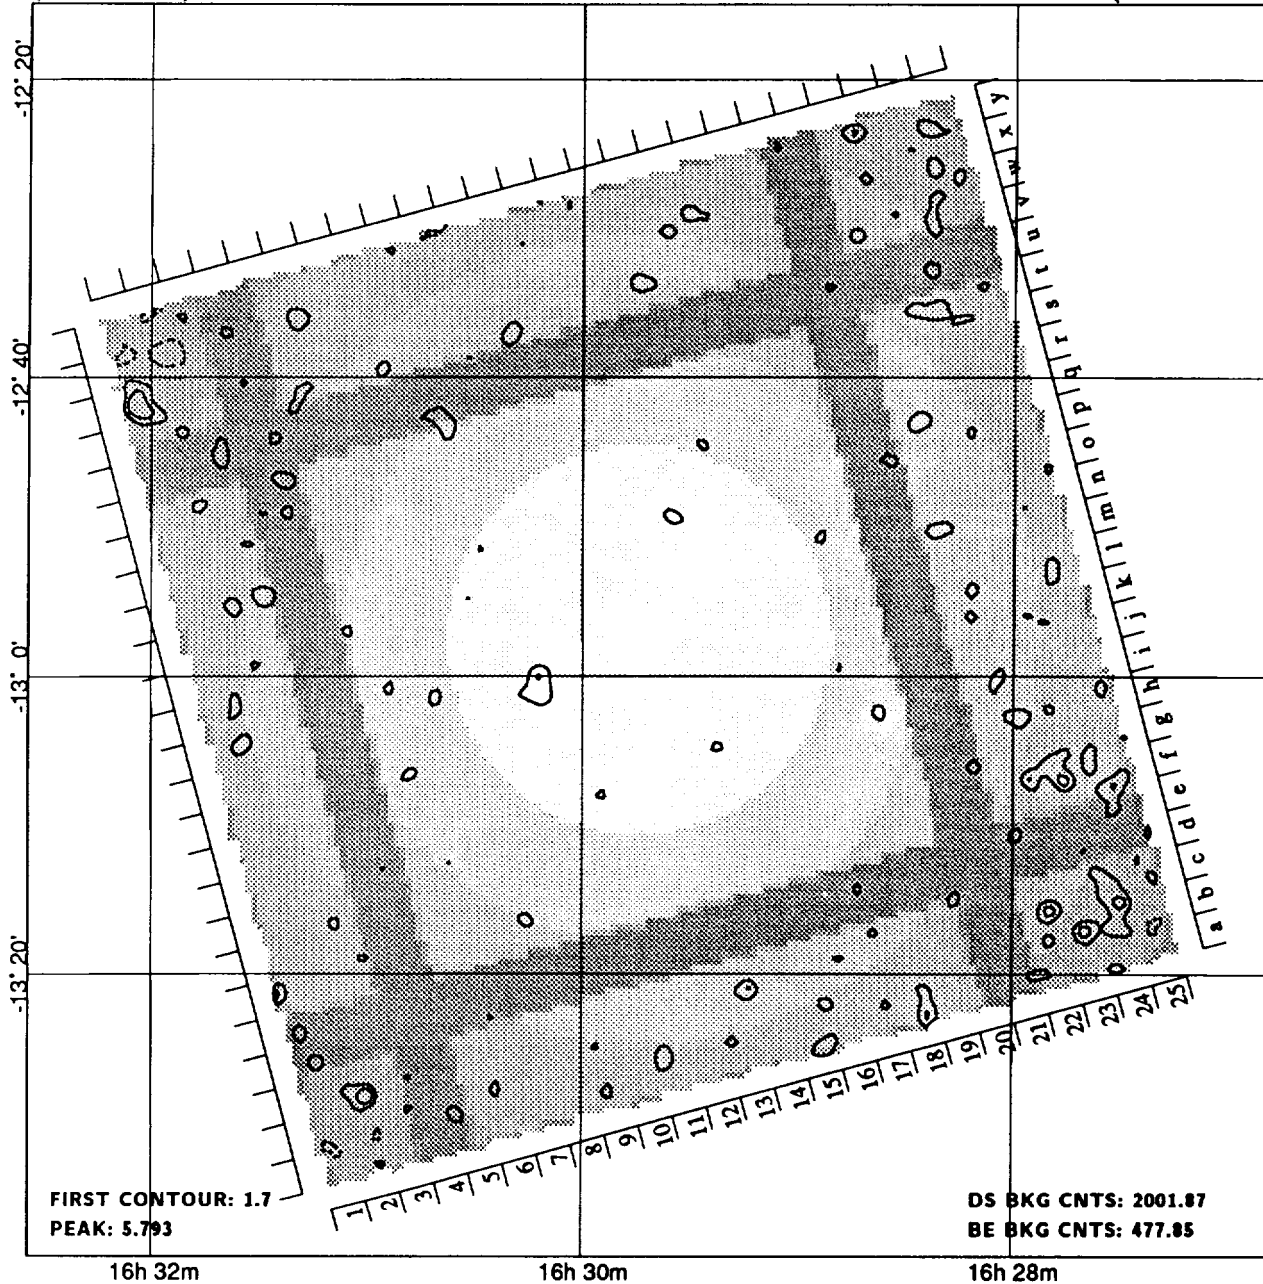 -12° 20'
-12° 40'
-13° 0'
-13° 20'
a|b|c|d|e|f|g|h|i|j|k|l|m|n|o|p|q|r|s|t|u|v|w|x|y
1|2|3|4|5|6|7|8|9|10|11|12|13|14|15|16|17|18|19|20|21|22|23|24|25
FIRST CONTOUR: 1.7
PEAK: 5.793
DS BKG CNTS: 2001.87
BE BKG CNTS: 477.85
16h 32m
16h 30m
16h 28m